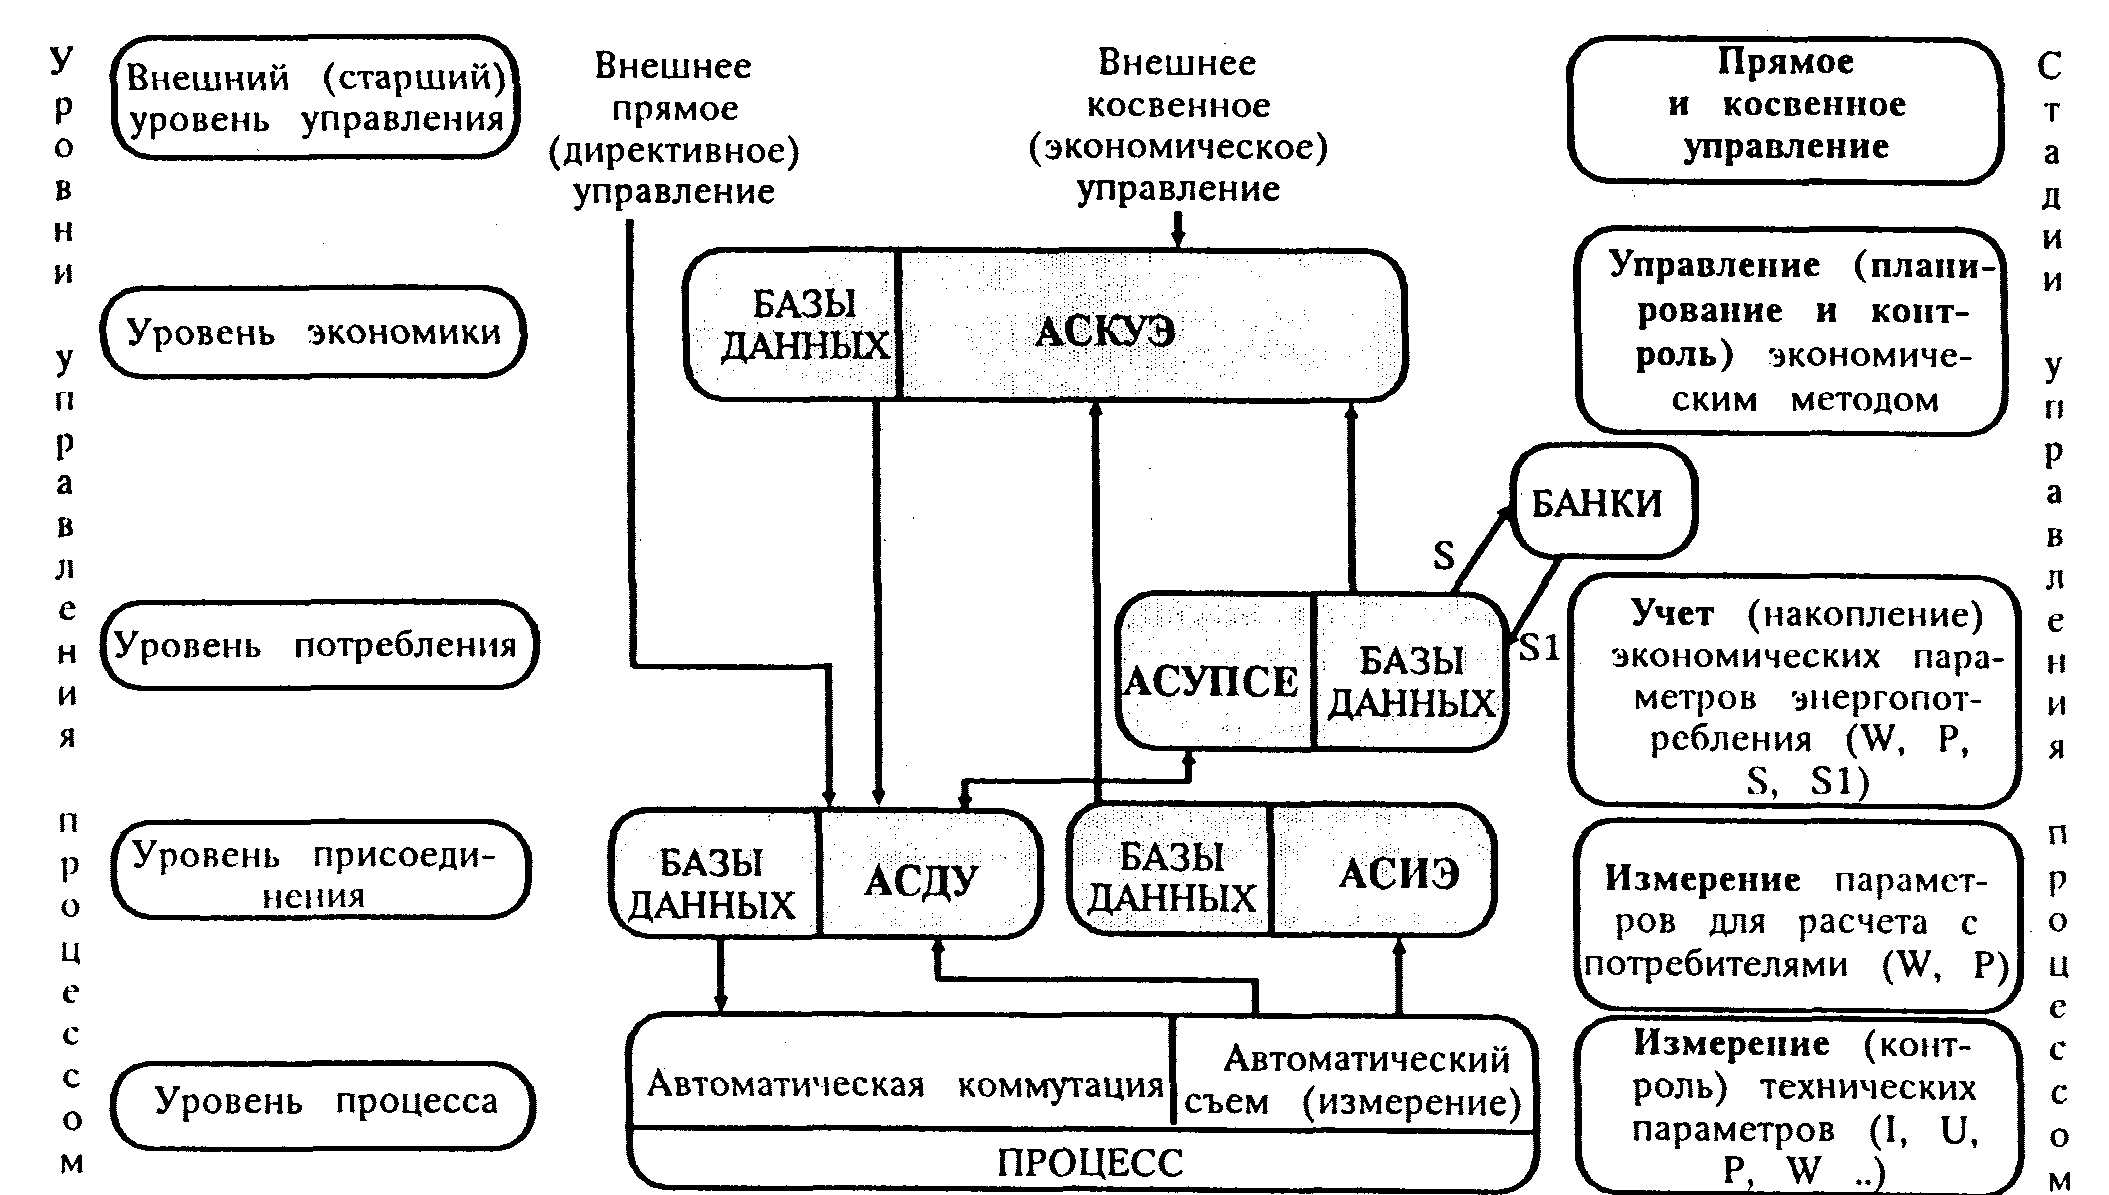 Уровни управления процессом
Внешний (старший)
уровень управления
Уровень экономики
Уровень потребления
Уровень присоеди-
нения
Уровень процесса
Внешнее
прямое
(директивное)
управление
Внешнее
косвенное
(экономическое)
управление
БАЗЫ
ДАННЫХ
АСКУЭ
БАНКИ
S
S1
АСУПСЕ
БАЗЫ
ДАННЫХ
БАЗЫ
ДАННЫХ
АСДУ
БАЗЫ
ДАННЫХ
АСИЭ
Автоматическая коммутация
Автоматический
съем (измерение)
ПРОЦЕСС
Прямое
и косвенное
управление
Управление (плани-
рование и конт-
роль) экономиче-
ским методом
Учет (накопление)
экономических пара-
метров энергопот-
ребления (W, P,
S, S1)
Измерение парамет-
ров для расчета с
потребителями (W, P)
Измерение (конт-
роль) технических
параметров (I, U,
P, W ..)
Стадии управления процессом